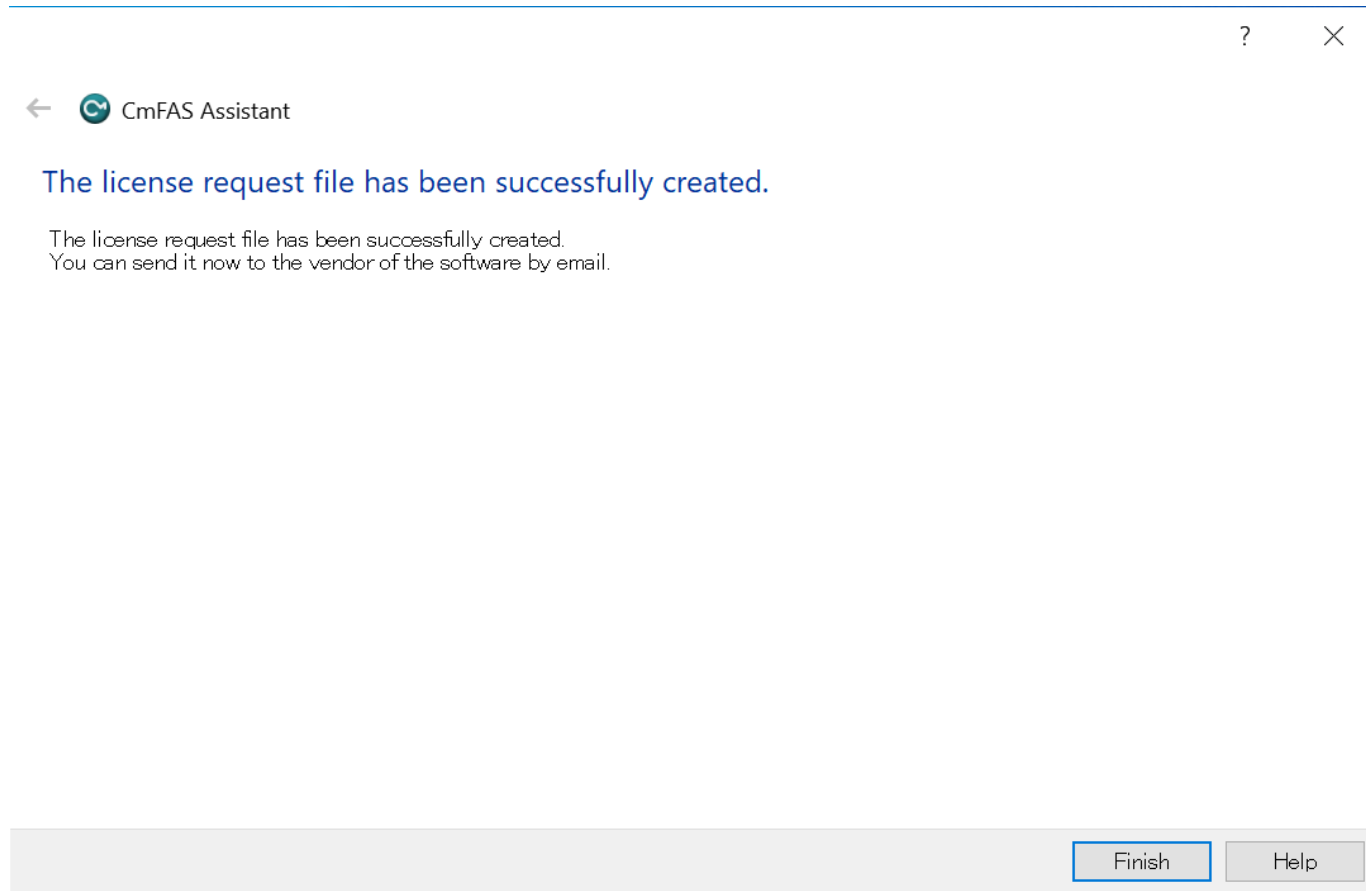 ?
CmFAS Assistant
The license request file has been successfully created.
The license request file has been successfully created.
You can send it now to the vendor of the software by email.
Finish
Help